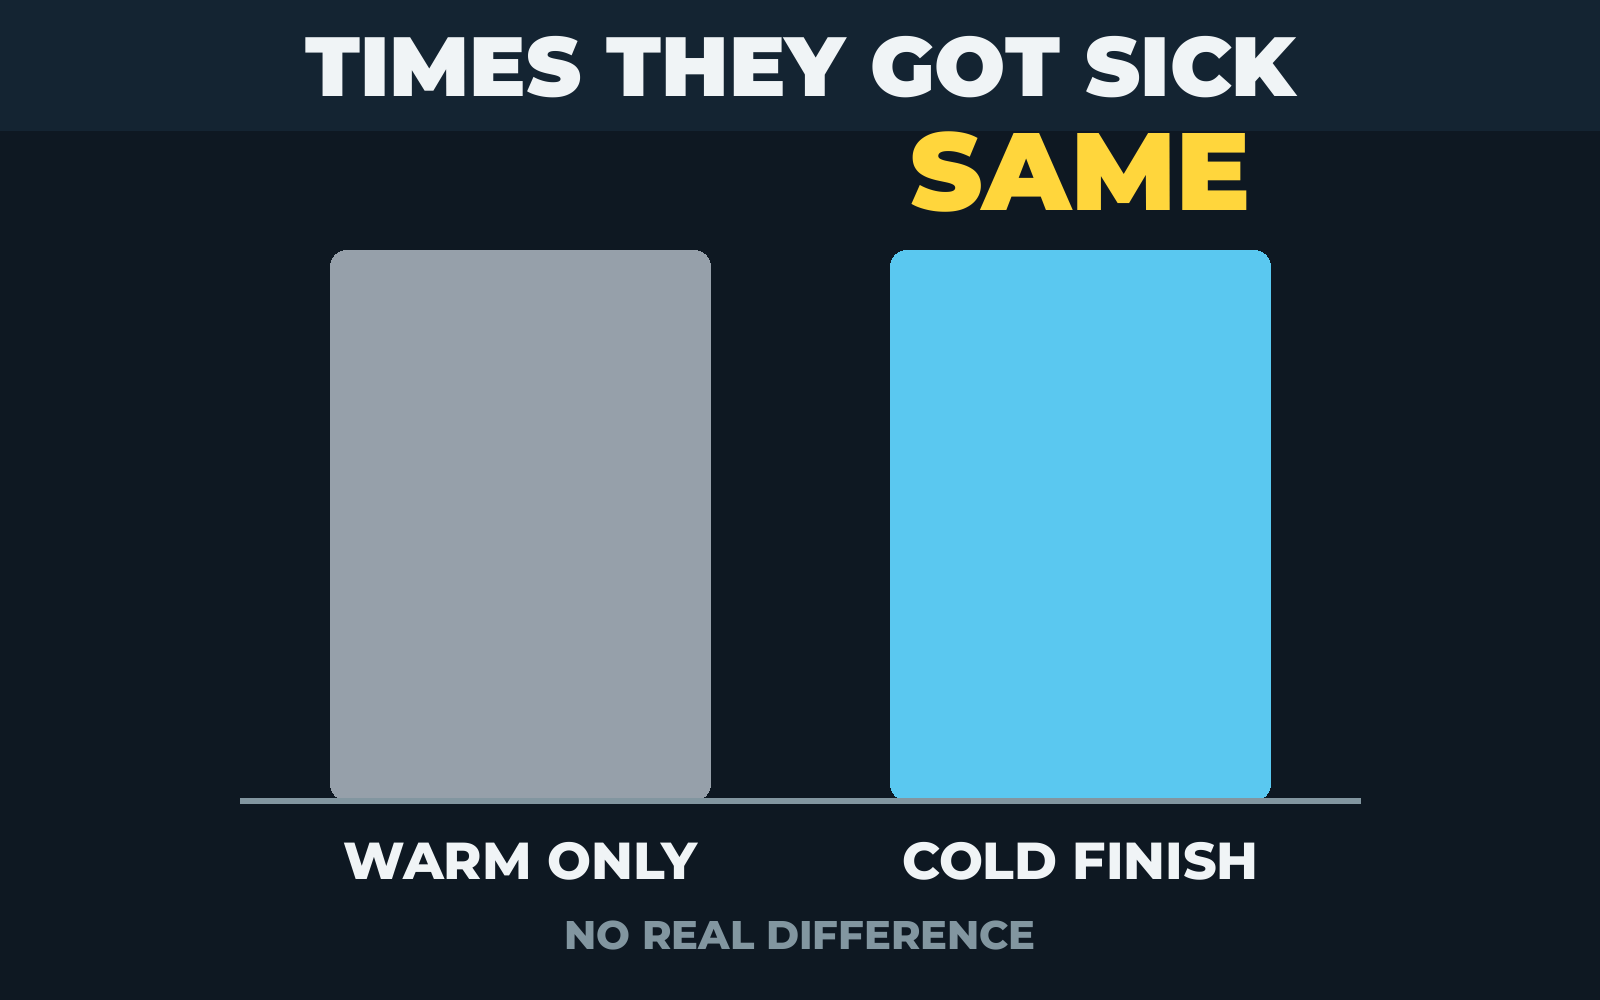 TIMES THEY GOT SICK
SAME
WARM ONLY
COLD FINISH
NO REAL DIFFERENCE